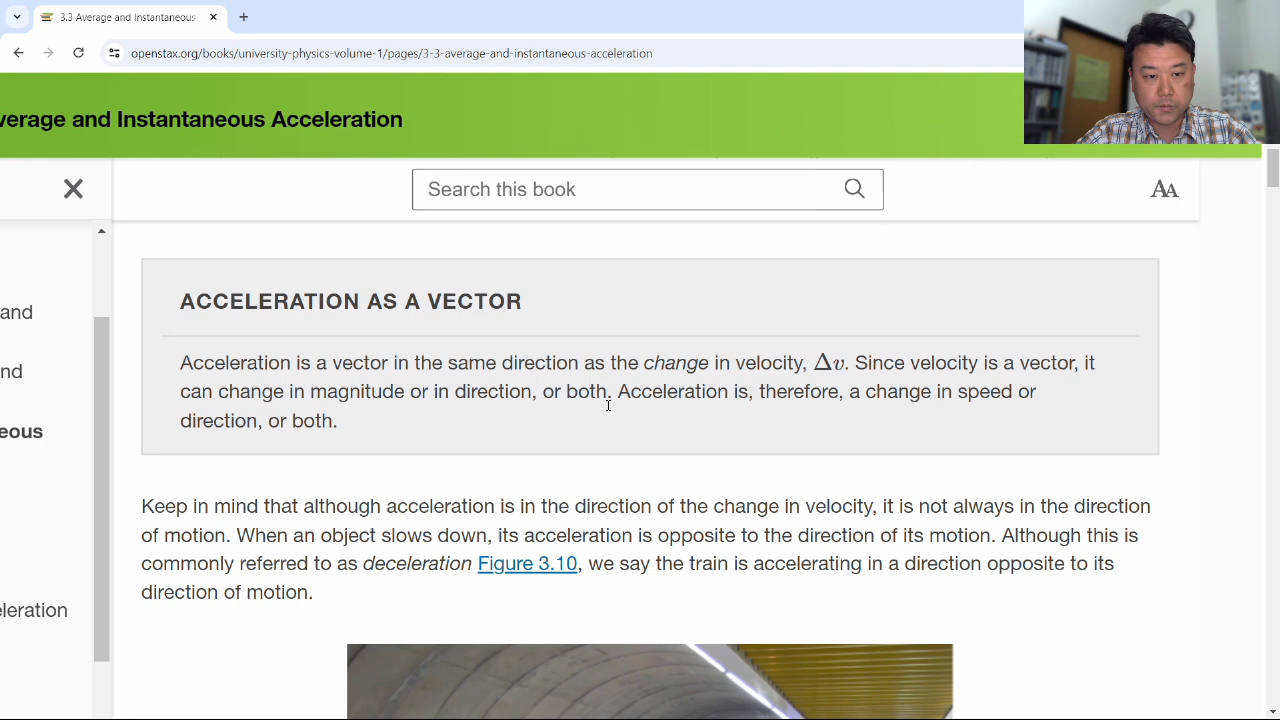 3.3 Average and Instantaneous
openstax.org/books/university-physics-volume-1/pages/3-3-average-and-instantaneous-acceleration
verage and Instantaneous Acceleration
Search this book
AA
and
nd
eous
eleration
ACCELERATION AS A VECTOR
Acceleration is a vector in the same direction as the change in velocity, Δv. Since velocity is a vector, it
can change in magnitude or in direction, or both. Acceleration is, therefore, a change in speed or
direction, or both.
Keep in mind that although acceleration is in the direction of the change in velocity, it is not always in the direction
of motion. When an object slows down, its acceleration is opposite to the direction of its motion. Although this is
commonly referred to as deceleration Figure 3.10, we say the train is accelerating in a direction opposite to its
direction of motion.